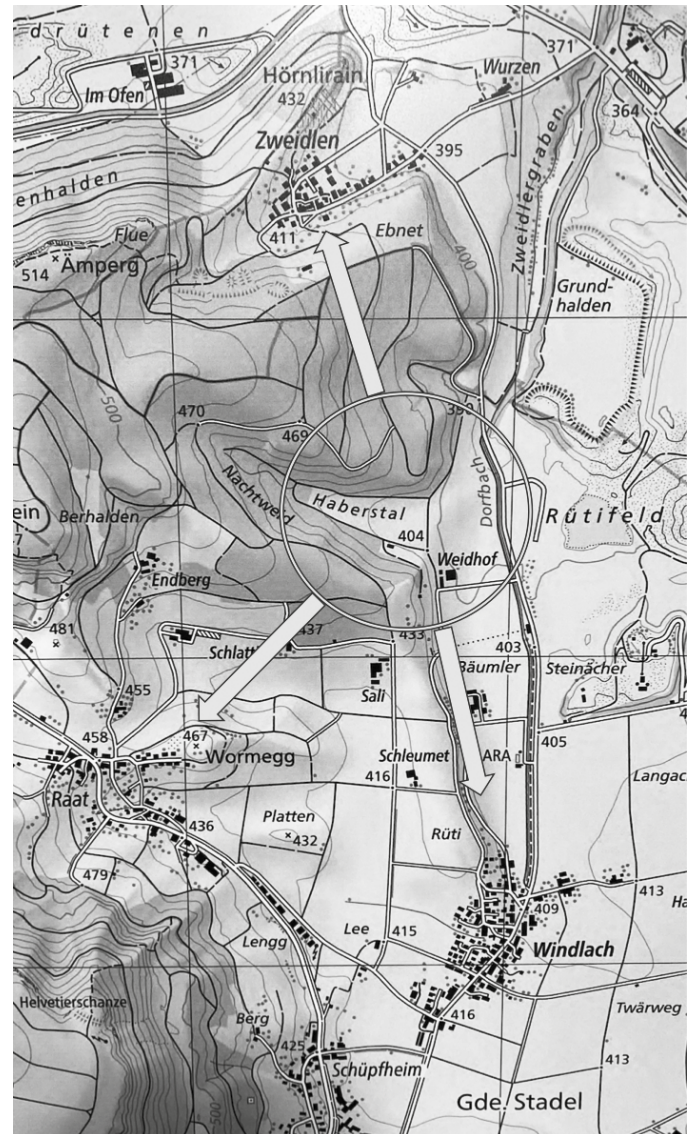 drütenen
371
371
Im Ofen
Hörnlirain
432
Wurzen
364
Zweidlen
395
enhalden
Zweidlergraben
Flue
411
Ebnet
400
514
Ämperg
Grund-
halden
500
470
469
Nachtweid
Haberstal
Dorfbach
ein
Rütifeld
Berhalden
404
Weidhof
Endberg
481
437
433
403
Schlatt
Bäumler
Steinächer
455
Sali
458
467
Wormegg
Schleumet
ARA
405
Langac
Raat
416
Platten
436
432
Rüti
479
413
409
Lengg
Lee
415
Windlach
Helvetierschanze
Berg
416
Twärweg
425
Schüpfheim
413
500
Gde. Stadel